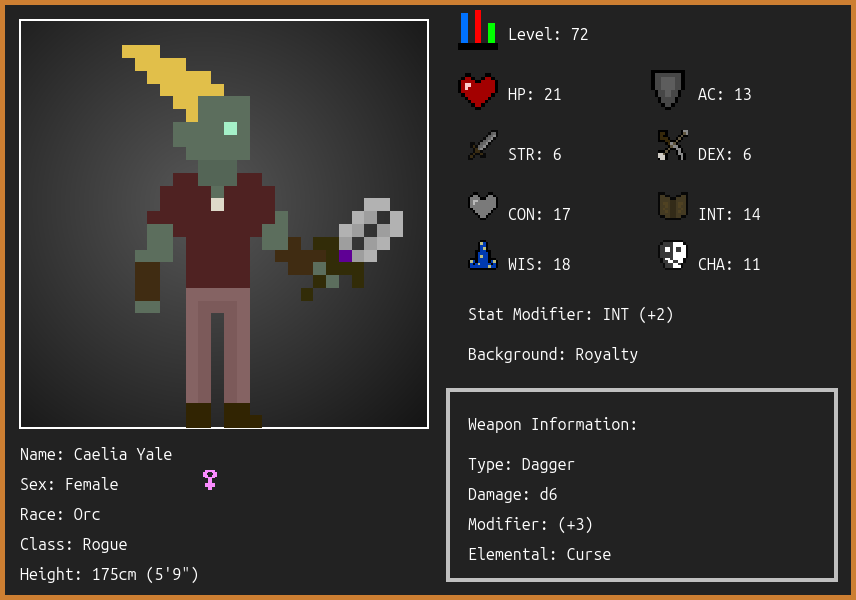 Level: 72
HP: 21
AC: 13
STR: 6
DEX: 6
CON: 17
INT: 14
WIS: 18
CHA: 11
Stat Modifier: INT (+2)
Background: Royalty
Weapon Information:
Type: Dagger
Damage: d6
Modifier: (+3)
Elemental: Curse
Name: Caelia Yale
Sex: Female
Race: Orc
Class: Rogue
Height: 175cm (5'9")